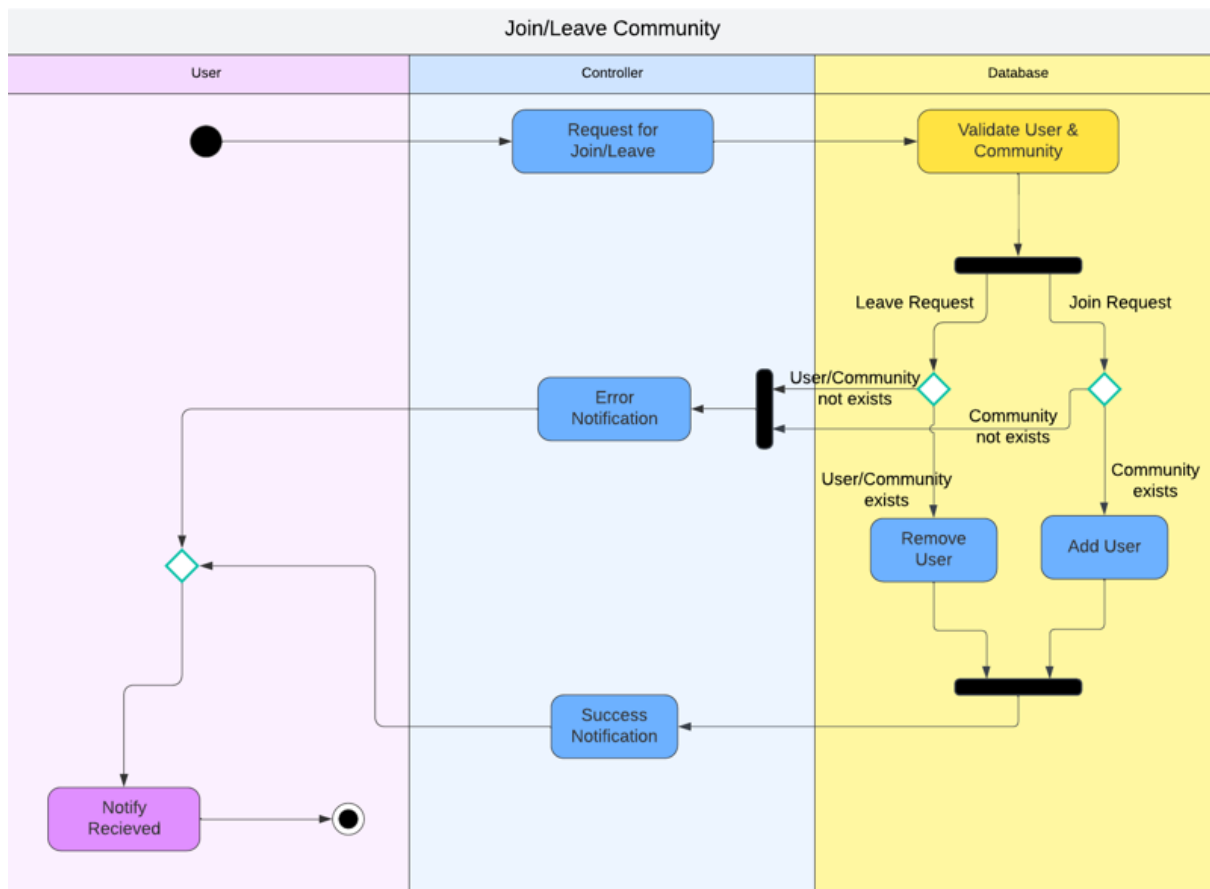 Join/Leave Community
User
Controller
Database
Request for
Join/Leave
Validate User &
Community
Leave Request
Join Request
User/Community
not exists
Error
Notification
Community
not exists
User/Community
exists
Community
exists
Remove
User
Add User
Success
Notification
Notify
Recieved